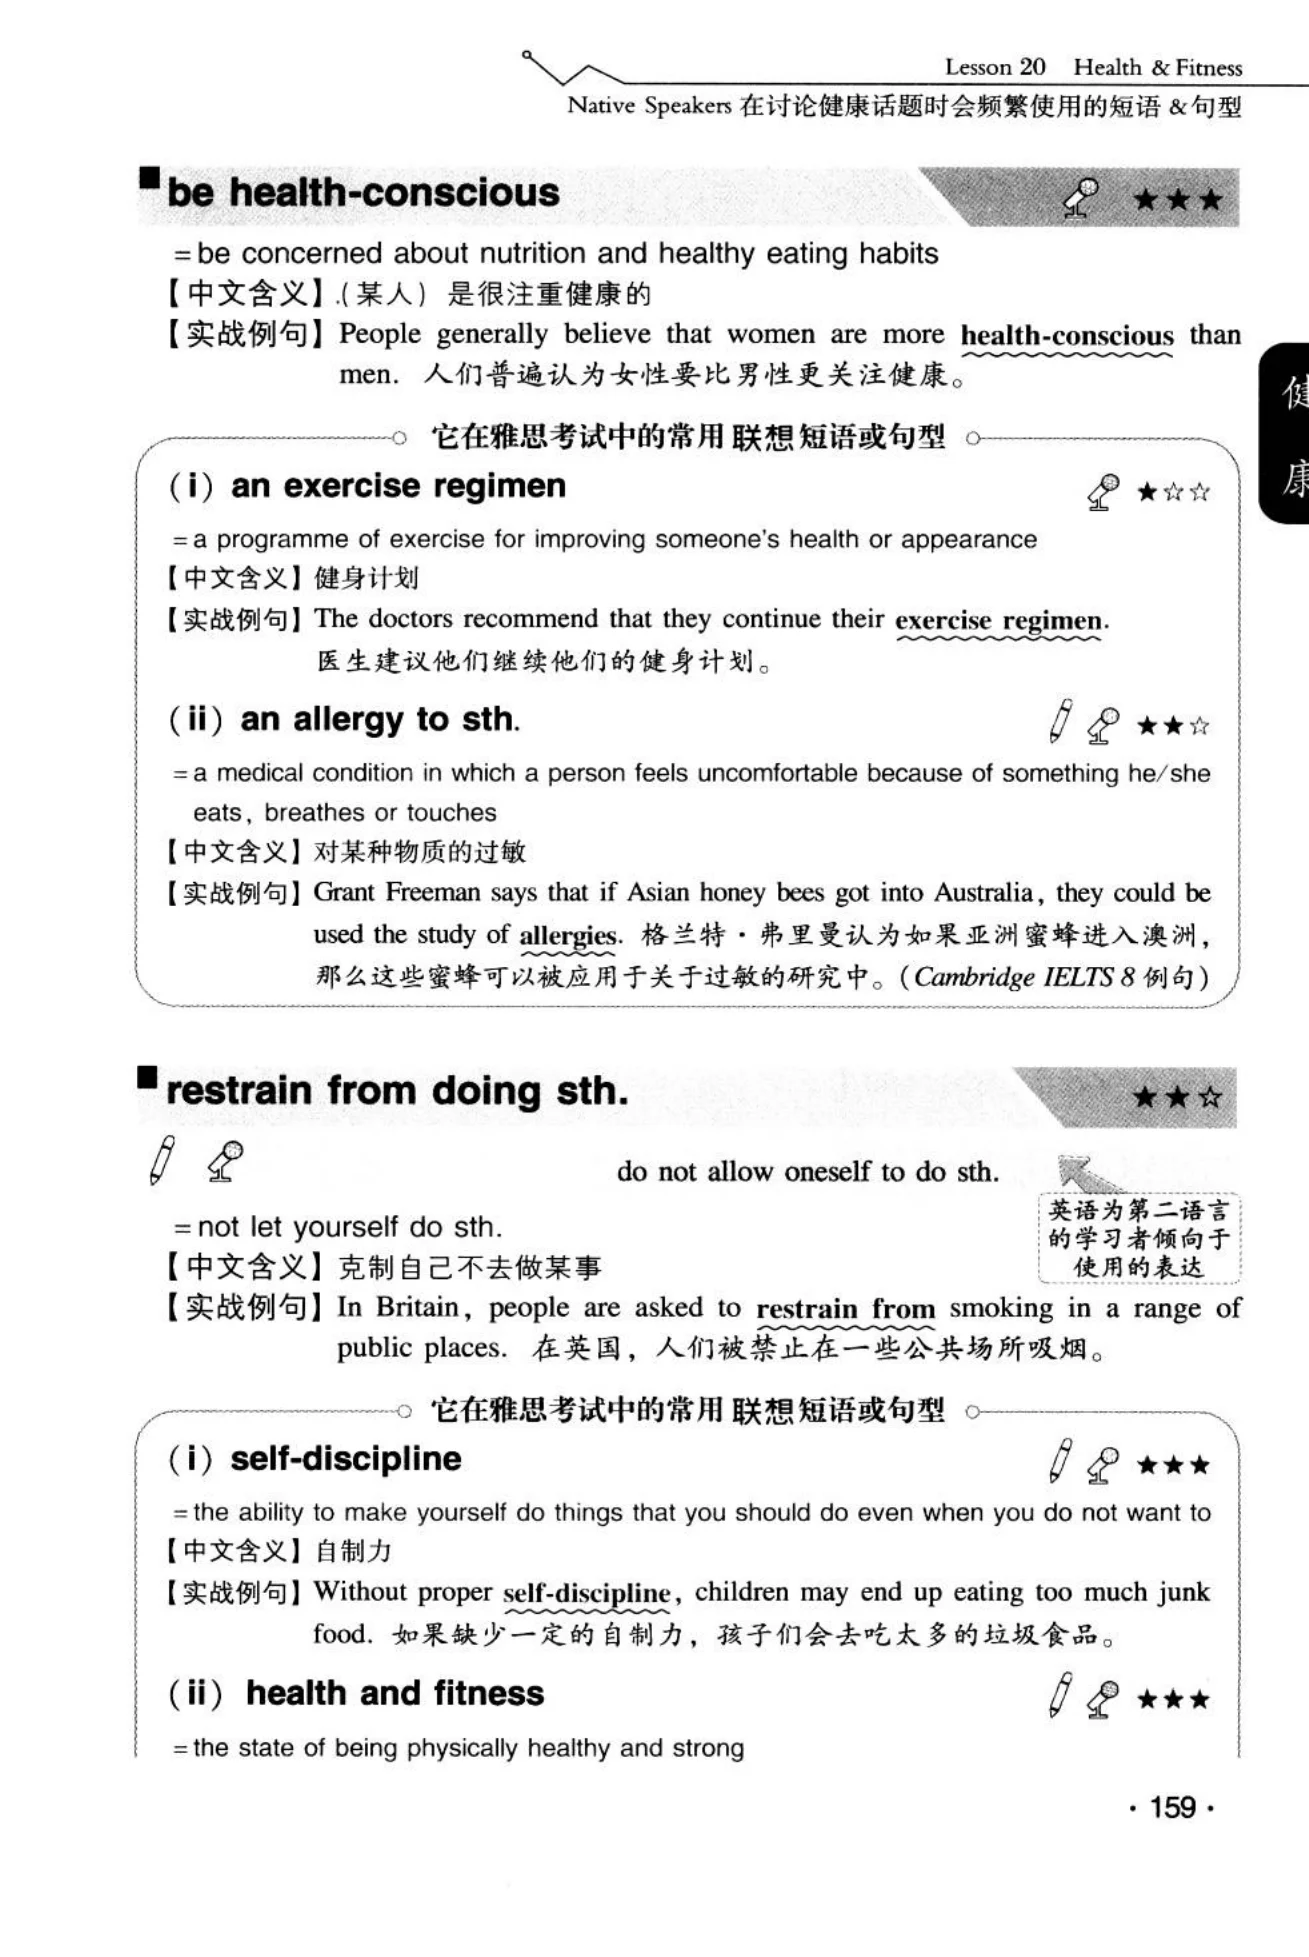 Lesson 20 Health & Fitness
Native Speakers 在讨论健康话题时会频繁使用的短语 &句型
be health-conscious ★★★
=be concerned about nutrition and healthy eating habits
【中文含义】.(某人) 是很注重健康的
【实战例句】People generally believe that women are more health-conscious than
men. 人们普遍认为女性要比男性更关注健康。
健
康
它在雅思考试中的常用联想短语或句型
(i) an exercise regimen ★☆☆
=a programme of exercise for improving someone's health or appearance
【中文含义】健身计划
【实战例句】The doctors recommend that they continue their exercise regimen.
医生建议他们继续他们的健身计划。
(ii) an allergy to sth. ★★☆
=a medical condition in which a person feels uncomfortable because of something he/she
eats, breathes or touches
【中文含义】对某种物质的过敏
【实战例句】Grant Freeman says that if Asian honey bees got into Australia, they could be
used the study of allergies. 格兰特·弗里曼认为如果亚洲蜜蜂进入澳洲，
那么这些蜜蜂可以被应用于关于过敏的研究中。(Cambridge IELTS 8 例句)
restrain from doing sth. ★★☆
do not allow oneself to do sth.
英语为第二语言
的学习者倾向于
使用的表达
=not let yourself do sth.
【中文含义】克制自己不去做某事
【实战例句】In Britain, people are asked to restrain from smoking in a range of
public places. 在英国，人们被禁止在一些公共场所吸烟。
它在雅思考试中的常用联想短语或句型
(i) self-discipline ★★★
=the ability to make yourself do things that you should do even when you do not want to
【中文含义】自制力
【实战例句】Without proper self-discipline, children may end up eating too much junk
food. 如果缺少一定的自制力，孩子们会去吃太多的垃圾食品。
(ii) health and fitness ★★★
=the state of being physically healthy and strong
·159·